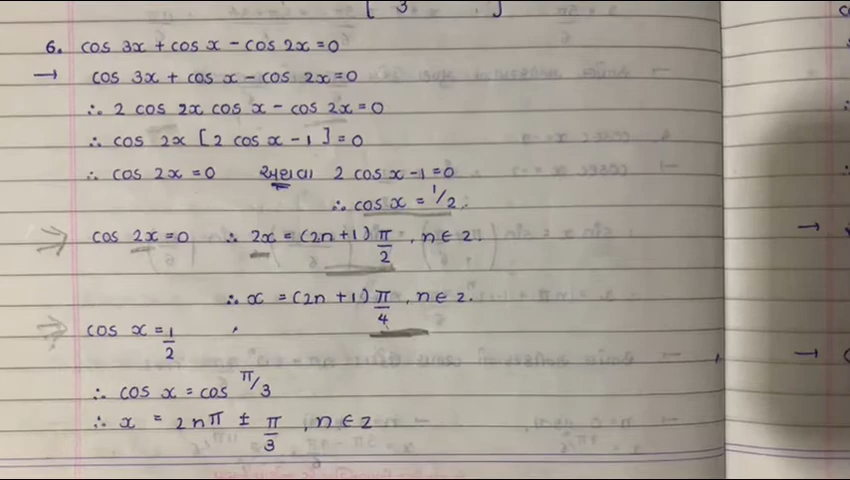 6. cos 3x + cos x - cos 2x = 0
→ cos 3x + cos x - cos 2x = 0
∴ 2 cos 2x cos x - cos 2x = 0
∴ cos 2x [2 cos x - 1] = 0
∴ cos 2x = 0 અથવા 2 cos x - 1 = 0
∴ cos x = 1/2.
⇒ cos 2x = 0 ∴ 2x = (2n+1) π/2, n ∈ Z.
∴ x = (2n+1) π/4, n ∈ Z.
⇒ cos x = 1/2
∴ cos x = cos π/3
∴ x = 2nπ ± π/3, n ∈ Z